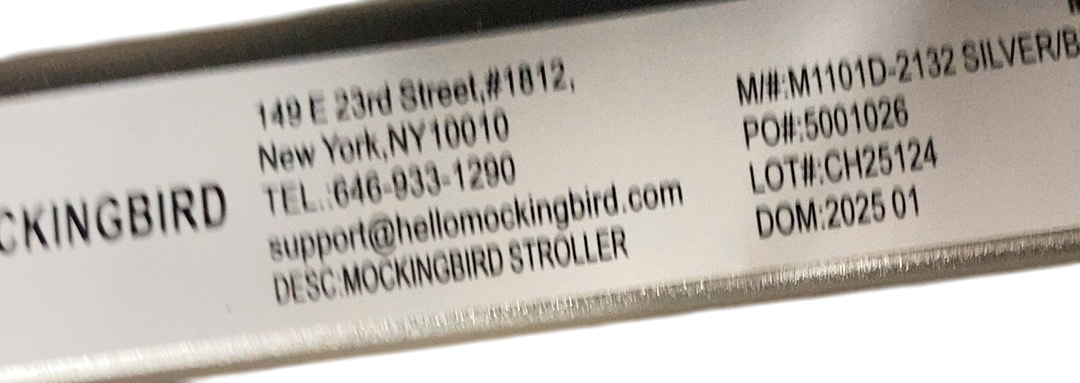 CKINGBIRD
149 E 23rd Street,#1812,
New York,NY10010
TEL.:646-933-1290
support@hellomockingbird.com
DESC:MOCKINGBIRD STROLLER
M/#:M1101D-2132 SILVER/B
PO#:5001026
LOT#:CH25124
DOM:2025 01